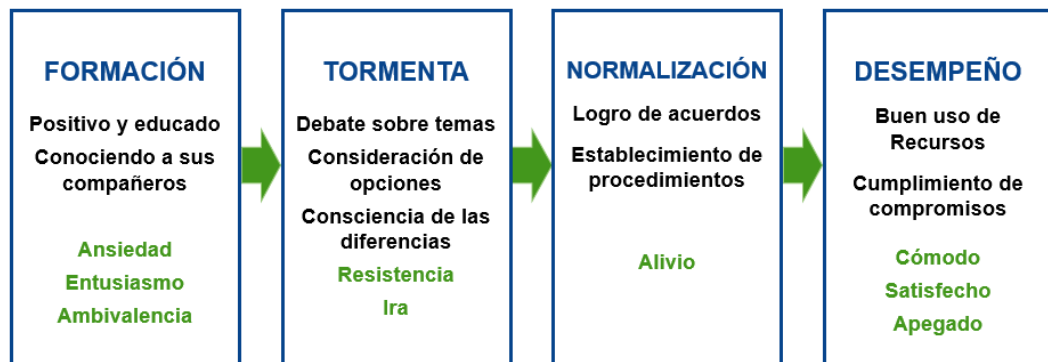 FORMACIÓN
Positivo y educado
Conociendo a sus
compañeros
Ansiedad
Entusiasmo
Ambivalencia
TORMENTA
Debate sobre temas
Consideración de
opciones
Consciencia de las
diferencias
Resistencia
Ira
NORMALIZACIÓN
Logro de acuerdos
Establecimiento de
procedimientos
Alivio
DESEMPEÑO
Buen uso de
Recursos
Cumplimiento de
compromisos
Cómodo
Satisfecho
Apegado